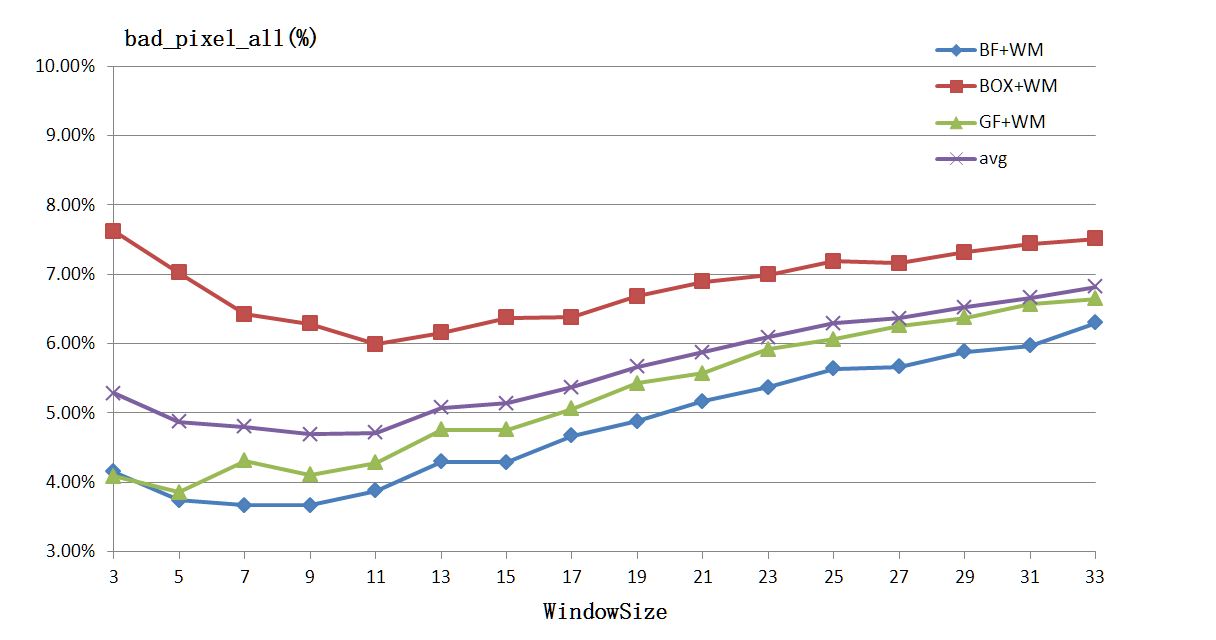 bad_pixel_all(%)
BF+WM
BOX+WM
GF+WM
avg
10.00%
9.00%
8.00%
7.00%
6.00%
5.00%
4.00%
3.00%
3 5 7 9 11 13 15 17 19 21 23 25 27 29 31 33
WindowSize